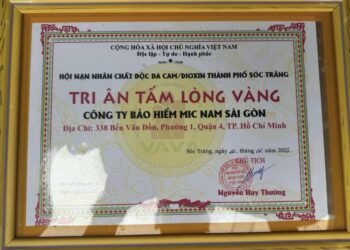 CỘNG HÒA XÃ HỘI CHỦ NGHĨA VIỆT NAM
Độc lập - Tự do - Hạnh phúc
HỘI NẠN NHÂN CHẤT ĐỘC DA CAM/DIOXIN THÀNH PHỐ SÓC TRĂNG
TRI ÂN TẤM LÒNG VÀNG
CÔNG TY BẢO HIỂM MIC NAM SÀI GÒN
Địa Chỉ: 338 Bến Vân Đồn, Phường 1, Quận 4, TP. Hồ Chí Minh
Sóc Trăng, ngày tháng năm 2025
CHỦ TỊCH
Nguyễn Huy Thường